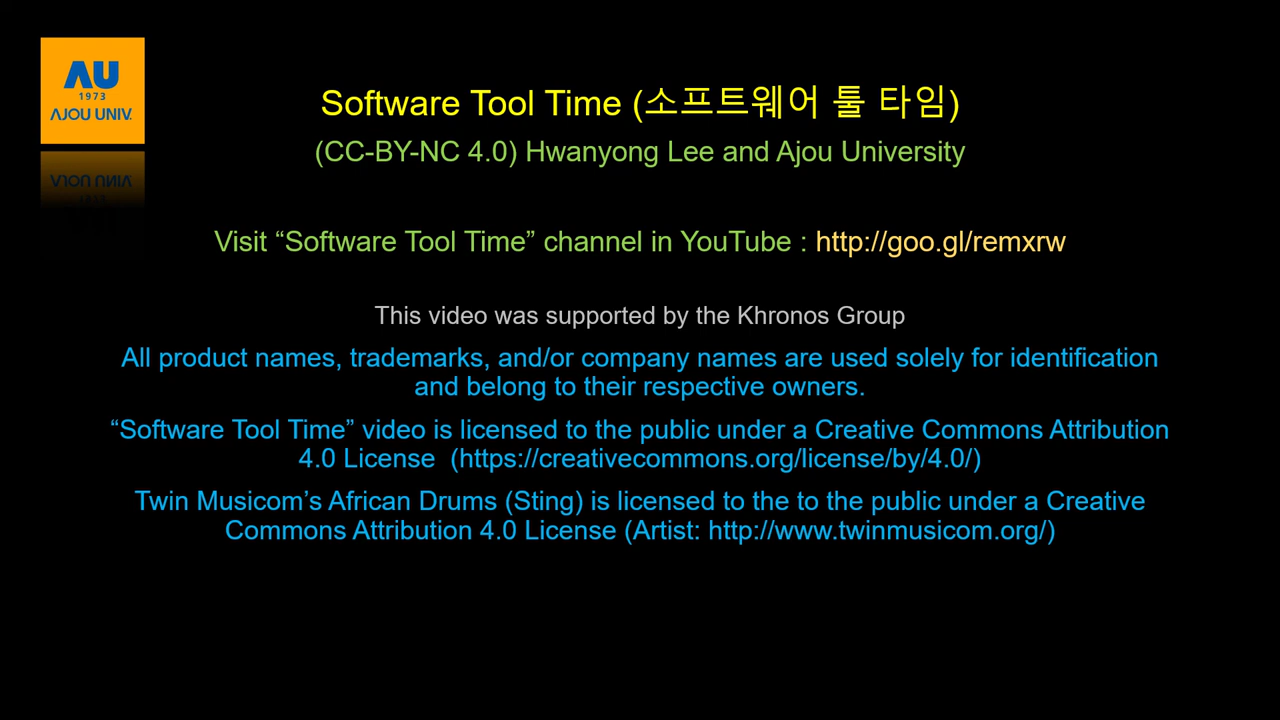 AU
1973
AJOU UNIV.
Software Tool Time (소프트웨어 툴 타임)
(CC-BY-NC 4.0) Hwanyong Lee and Ajou University
Visit “Software Tool Time” channel in YouTube : http://goo.gl/remxrw
This video was supported by the Khronos Group
All product names, trademarks, and/or company names are used solely for identification
and belong to their respective owners.
“Software Tool Time” video is licensed to the public under a Creative Commons Attribution
4.0 License  (https://creativecommons.org/license/by/4.0/)
Twin Musicom’s African Drums (Sting) is licensed to the to the public under a Creative
Commons Attribution 4.0 License (Artist: http://www.twinmusicom.org/)